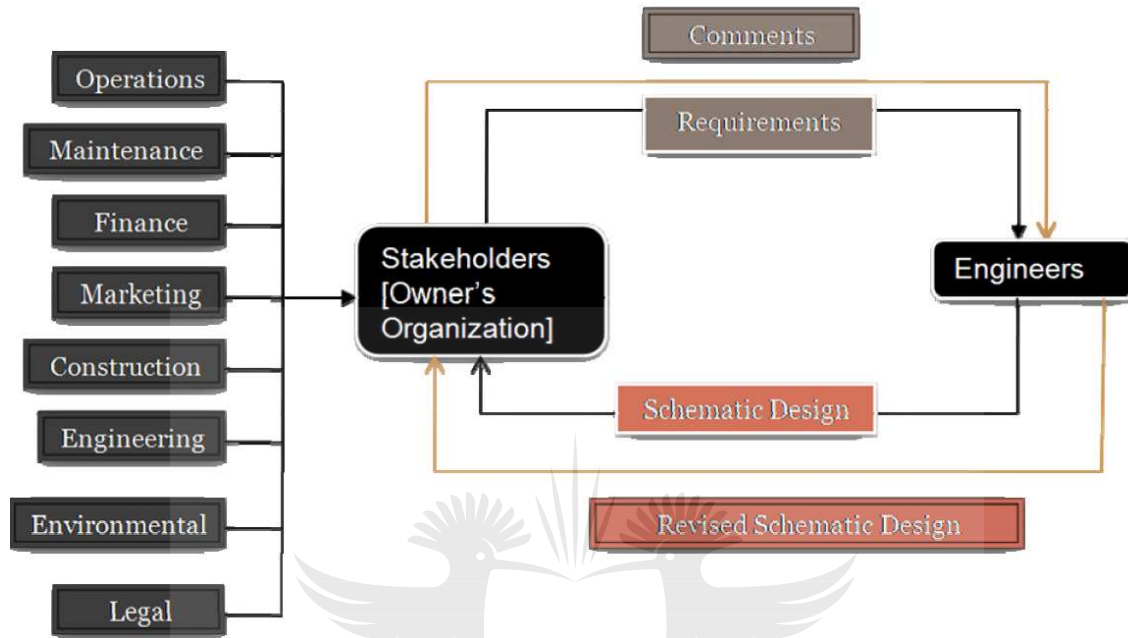 Operations
Maintenance
Finance
Marketing
Construction
Engineering
Environmental
Legal
Stakeholders
[Owner’s
Organization]
Comments
Requirements
Engineers
Schematic Design
Revised Schematic Design